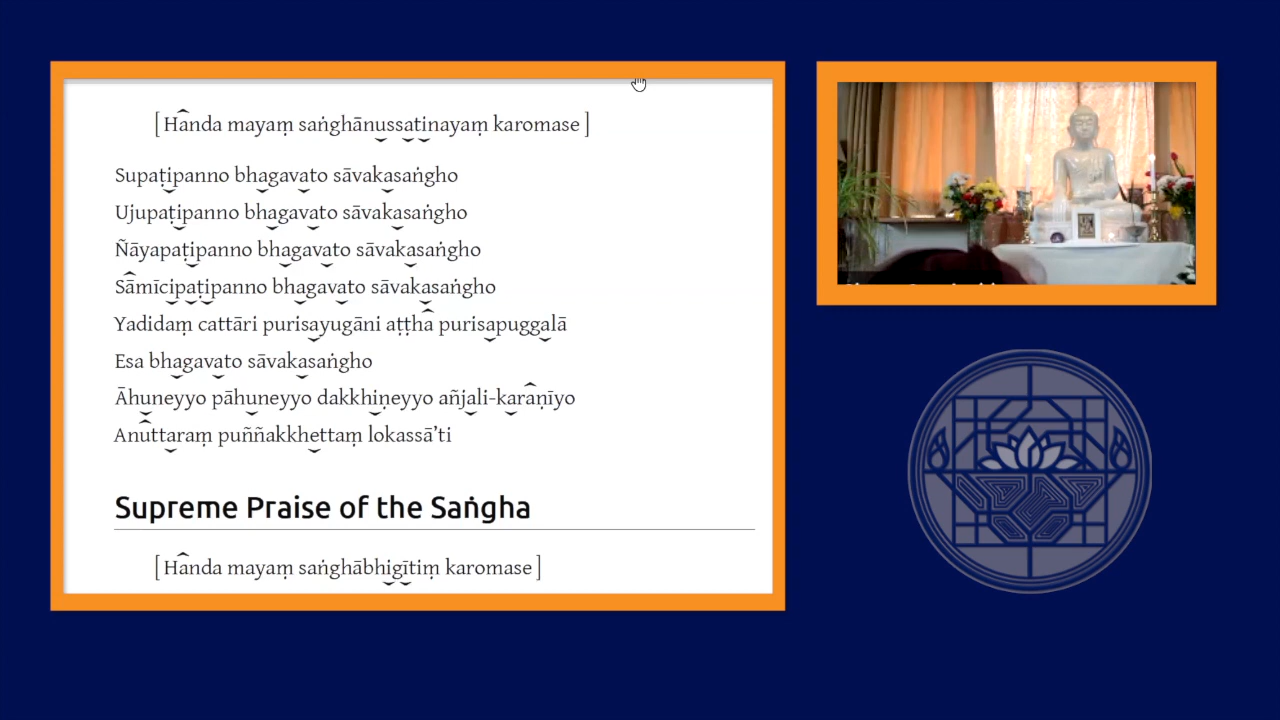 [ Handa mayaṃ saṅghānussatinayaṃ karomase ]
Supaṭipanno bhagavato sāvakasaṅgho
Ujupaṭipanno bhagavato sāvakasaṅgho
Ñāyapaṭipanno bhagavato sāvakasaṅgho
Sāmīcipaṭipanno bhagavato sāvakasaṅgho
Yadidaṃ cattāri purisayugāni aṭṭha purisapuggalā
Esa bhagavato sāvakasaṅgho
Āhuneyyo pāhuneyyo dakkhiṇeyyo añjali-karaṇīyo
Anuttaraṃ puññakkhettaṃ lokassā’ti
Supreme Praise of the Saṅgha
[ Handa mayaṃ saṅghābhigītiṃ karomase ]